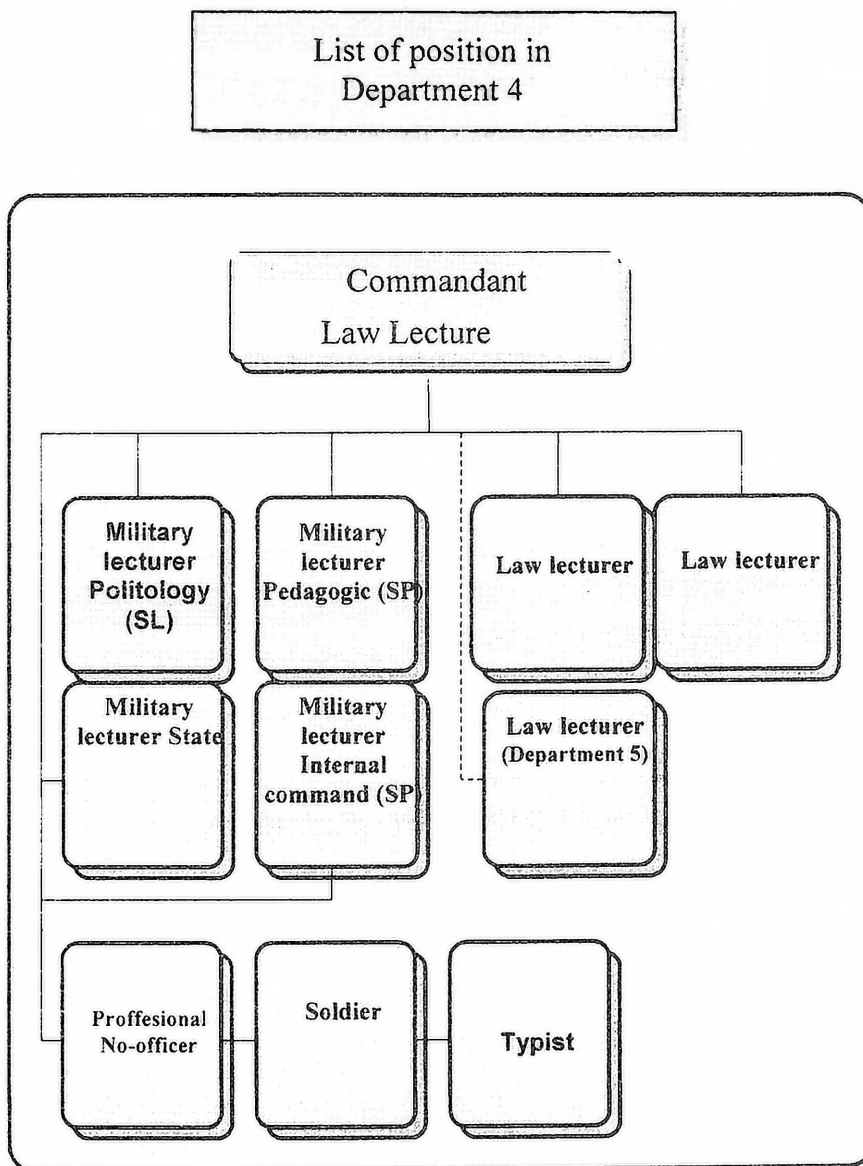 List of position in
Department 4
Commandant
Law Lecture
Military
lecturer
Politology
(SL)
Military
lecturer
Pedagogic (SP)
Law lecturer
Law lecturer
Military
lecturer State
Military
lecturer
Internal
command (SP)
Law lecturer
(Department 5)
Proffesional
No-officer
Soldier
Typist